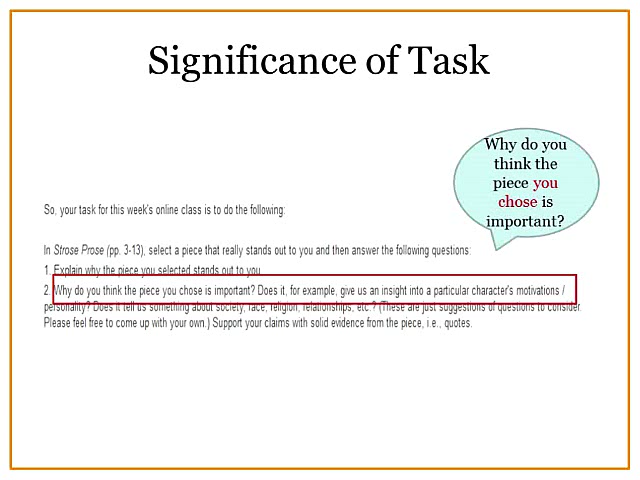 Significance of Task
Why do you
think the
piece you
chose is
important?
So, your task for this week's online class is to do the following:
In Strose Prose (pp. 3-13), select a piece that really stands out to you and then answer the following questions:
1. Explain why the piece you selected stands out to you.
2. Why do you think the piece you chose is important? Does it, for example, give us an insight into a particular character's motivations /
personality? Does it tell us something about society, race, religion, relationships, etc.? (These are just suggestions of questions to consider.
Please feel free to come up with your own.) Support your claims with solid evidence from the piece, i.e., quotes.